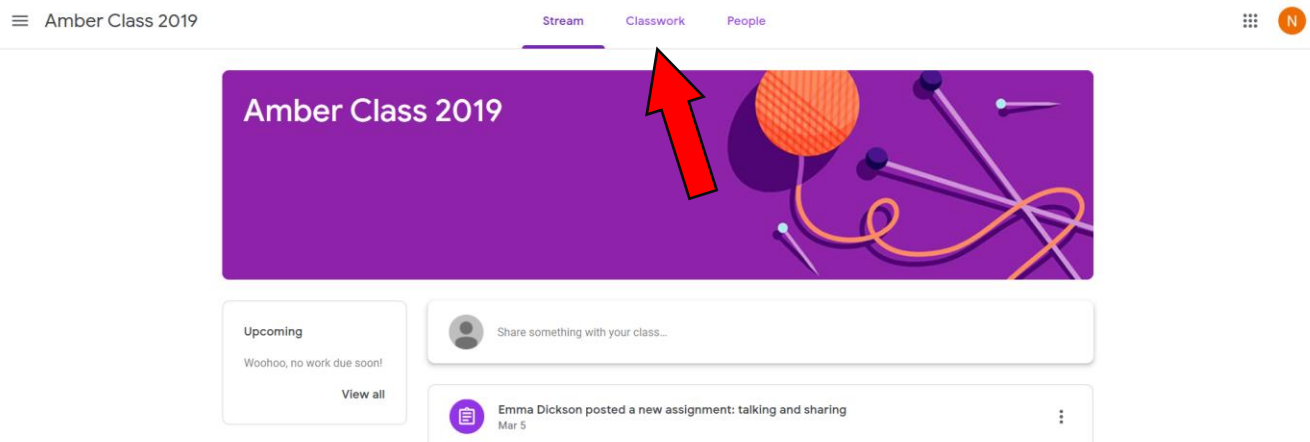 Amber Class 2019
Stream Classwork People
N
Amber Class 2019
Upcoming
Woohoo, no work due soon!
View all
Share something with your class...
Emma Dickson posted a new assignment: talking and sharing
Mar 5